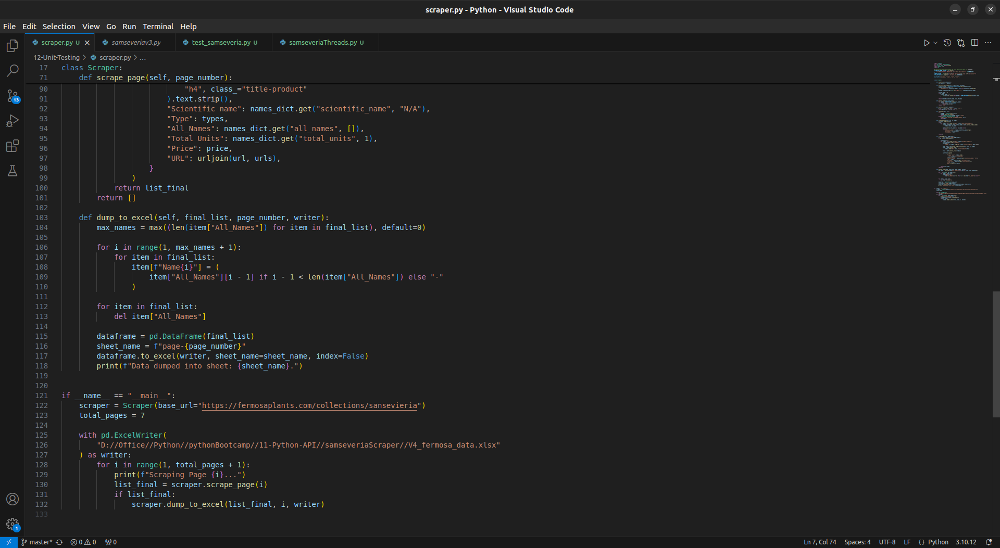 scraper.py - Python - Visual Studio Code
File Edit Selection View Go Run Terminal Help
scraper.py U samseveriav3.py test_samseveria.py U samseveriaThreads.py U
12-Unit-Testing > scraper.py > ...
17 class Scraper:
71     def scrape_page(self, page_number):
90                             "h4", class_="title-product"
91                         ).text.strip(),
92                         "Scientific name": names_dict.get("scientific_name", "N/A"),
93                         "Type": types,
94                         "All_Names": names_dict.get("all_names", []),
95                         "Total Units": names_dict.get("total_units", 1),
96                         "Price": price,
97                         "URL": urljoin(url, urls),
98                     }
99                 )
100             return list_final
101         return []
102
103     def dump_to_excel(self, final_list, page_number, writer):
104         max_names = max((len(item["All_Names"]) for item in final_list), default=0)
105
106         for i in range(1, max_names + 1):
107             for item in final_list:
108                 item[f"Name{i}"] = (
109                     item["All_Names"][i - 1] if i - 1 < len(item["All_Names"]) else "-"
110                 )
111
112         for item in final_list:
113             del item["All_Names"]
114
115         dataframe = pd.DataFrame(final_list)
116         sheet_name = f"page-{page_number}"
117         dataframe.to_excel(writer, sheet_name=sheet_name, index=False)
118         print(f"Data dumped into sheet: {sheet_name}.")
119
120
121 if __name__ == "__main__":
122     scraper = Scraper(base_url="https://fermosaplants.com/collections/sansevieria")
123     total_pages = 7
124
125     with pd.ExcelWriter(
126         "D://Office//Python//pythonBootcamp//11-Python-API//samseveriaScraper//V4_fermosa_data.xlsx"
127     ) as writer:
128         for i in range(1, total_pages + 1):
129             print(f"Scraping Page {i}...")
130             list_final = scraper.scrape_page(i)
131             if list_final:
132                 scraper.dump_to_excel(list_final, i, writer)
133
13
1
master* 0 0 0 Ln 7, Col 74 Spaces: 4 UTF-8 LF {} Python 3.10.12